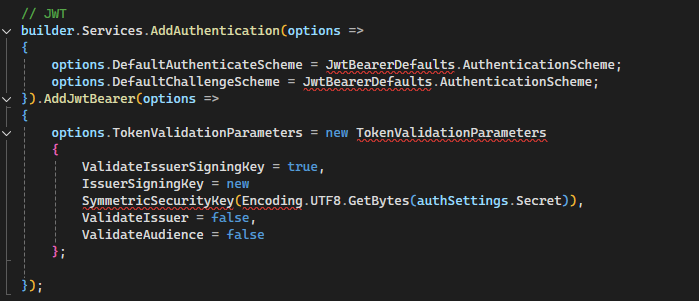 // JWT
builder.Services.AddAuthentication(options =>
{
    options.DefaultAuthenticateScheme = JwtBearerDefaults.AuthenticationScheme;
    options.DefaultChallengeScheme = JwtBearerDefaults.AuthenticationScheme;
}).AddJwtBearer(options =>
{
    options.TokenValidationParameters = new TokenValidationParameters
    {
        ValidateIssuerSigningKey = true,
        IssuerSigningKey = new
        SymmetricSecurityKey(Encoding.UTF8.GetBytes(authSettings.Secret)),
        ValidateIssuer = false,
        ValidateAudience = false
    };
});